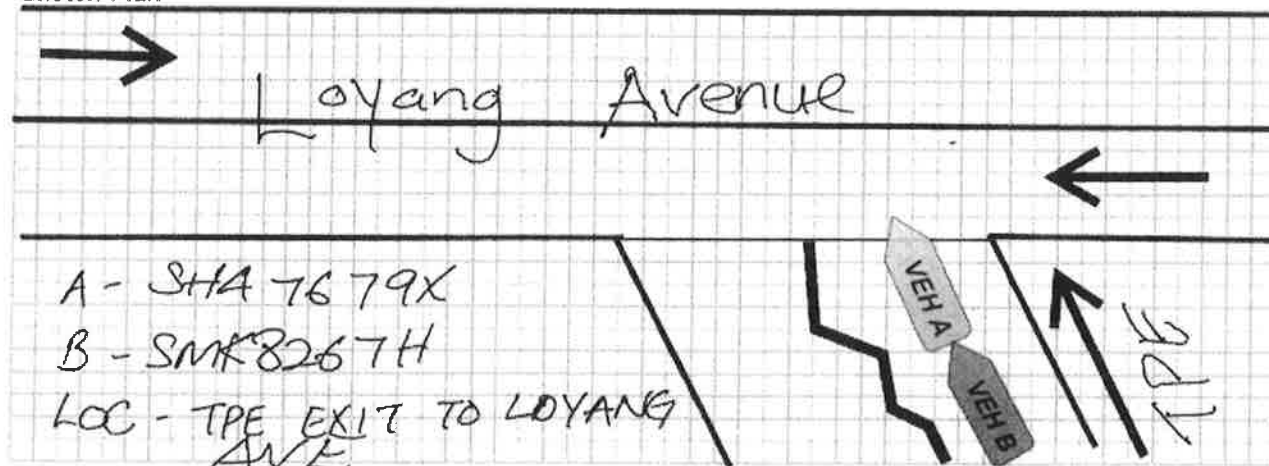 Loyang Avenue
A - SHA 7679X
B - SMK8267H
LOC - TPE EXIT TO LOYANG
AVE
VEH A
VEH B
TPE